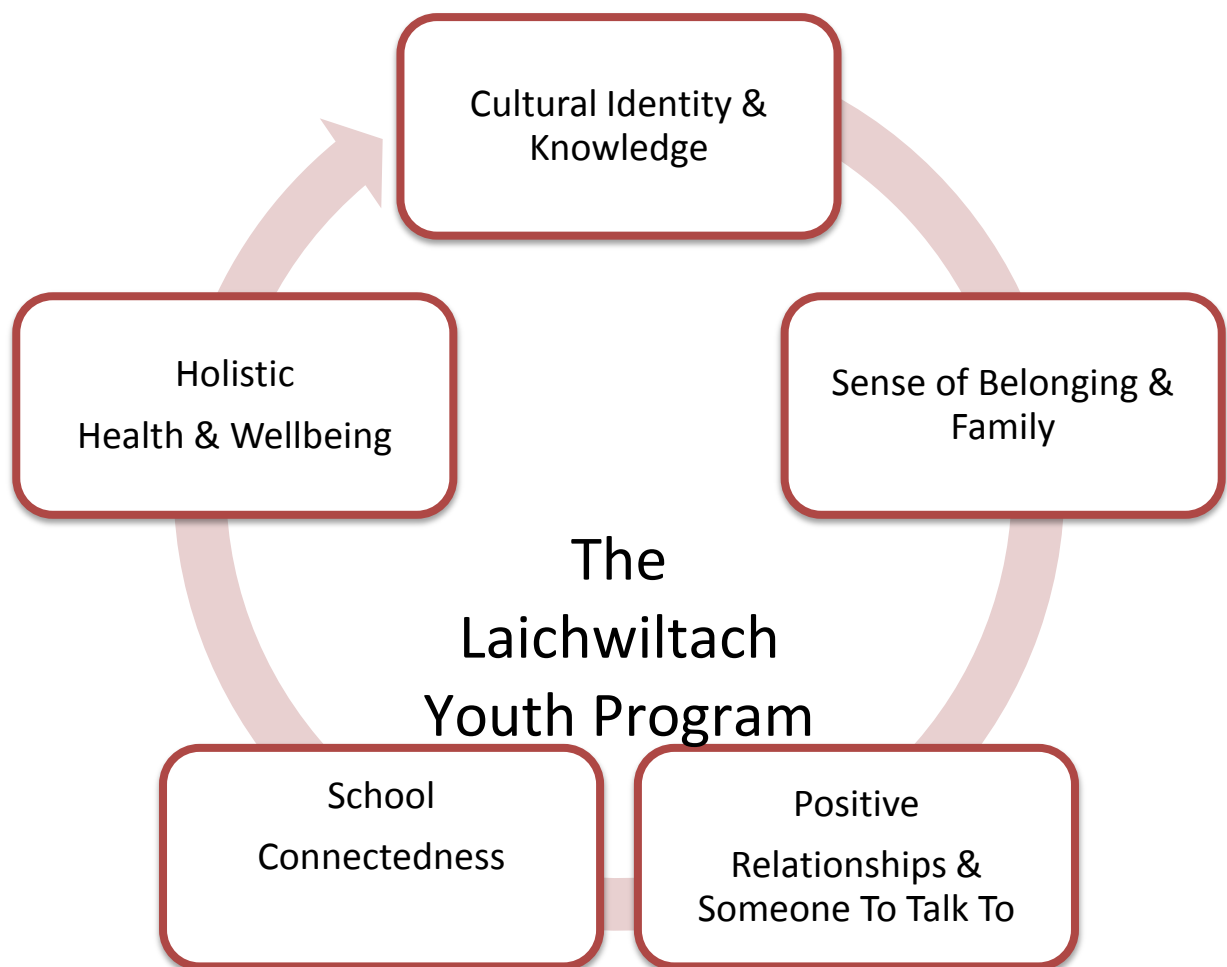 Cultural Identity &
Knowledge
Sense of Belonging &
Family
Holistic
Health & Wellbeing
The
Laichwiltach
Youth Program
School
Connectedness
Positive
Relationships &
Someone To Talk To